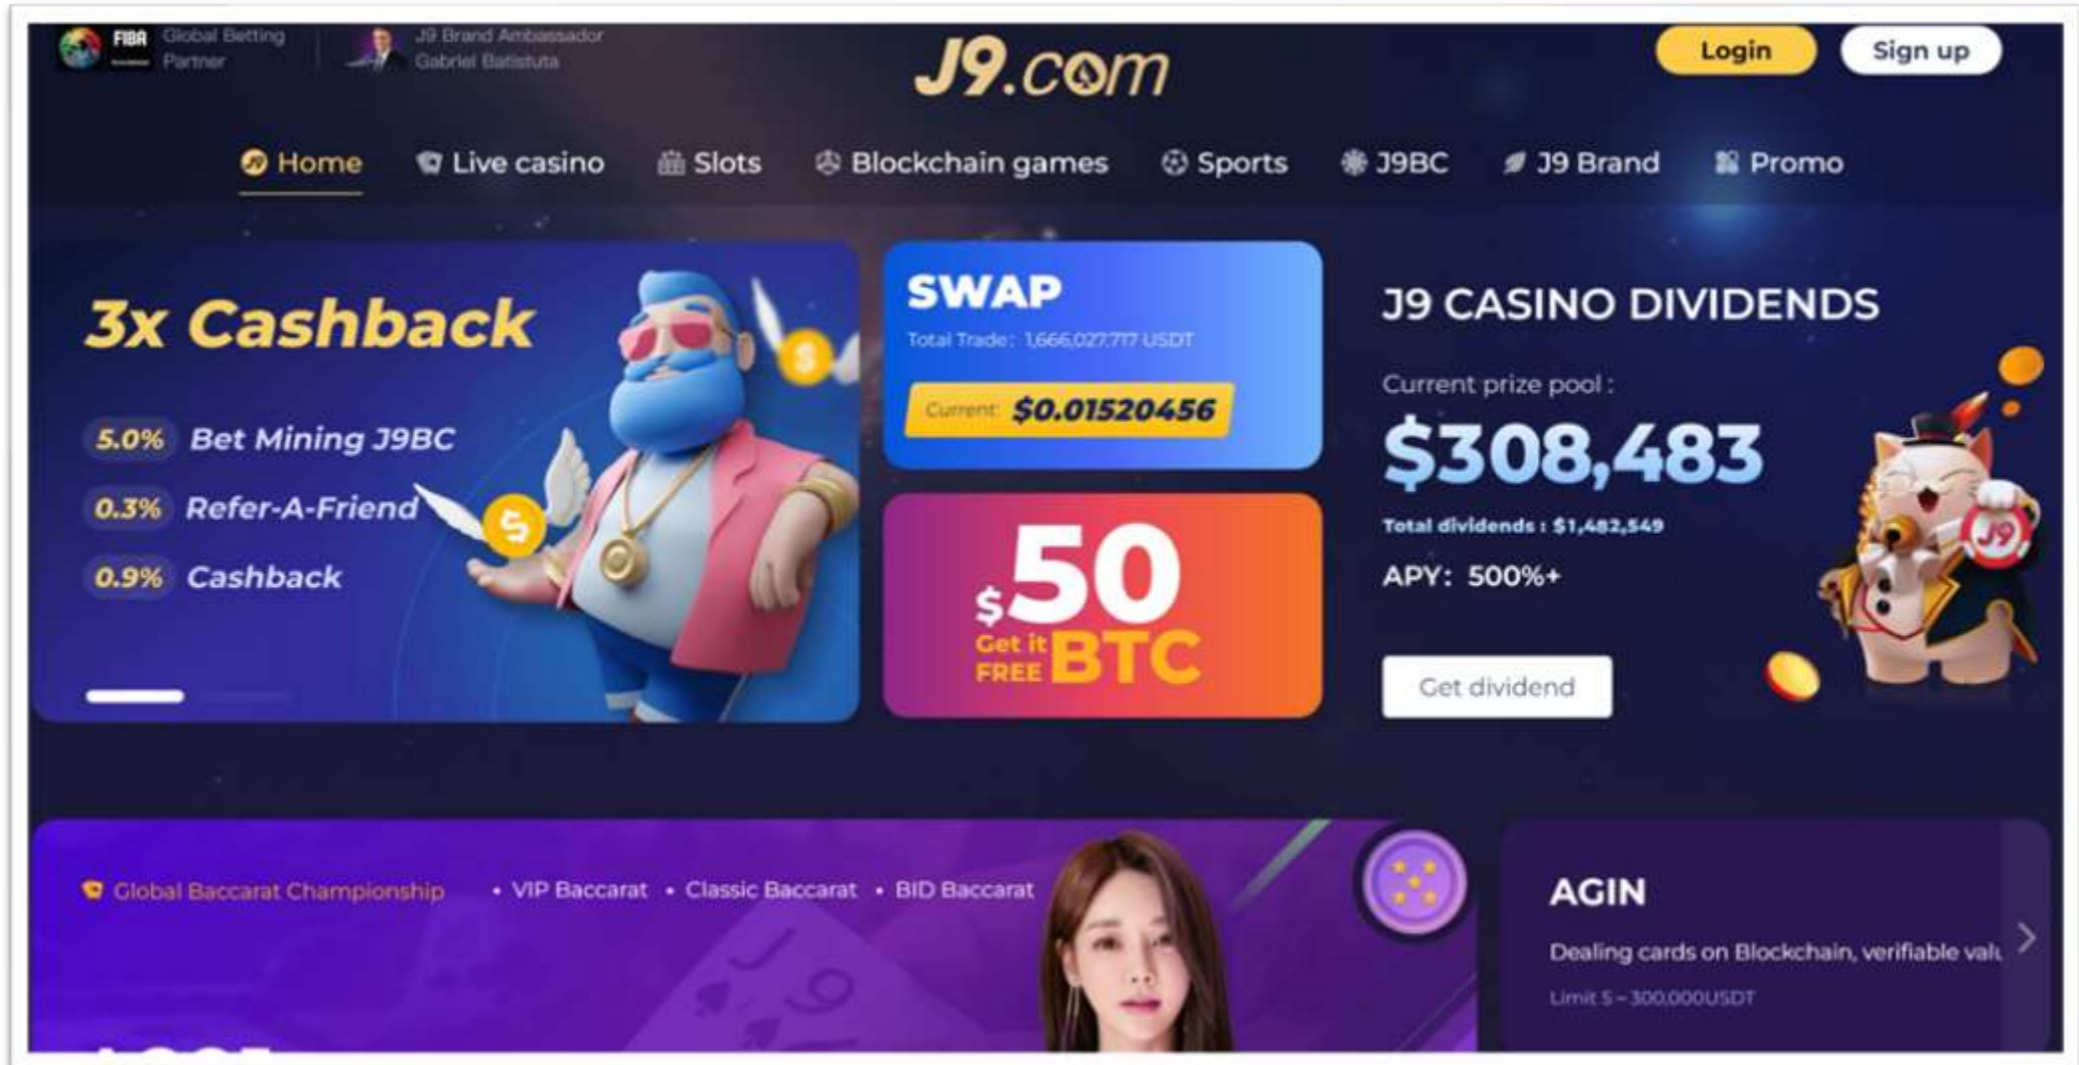 FIBA
Global Betting
Partner
J9 Brand Ambassador
Gabriel Batistuta
J9.com
Login
Sign up
Home
Live casino
Slots
Blockchain games
Sports
J9BC
J9 Brand
Promo
3x Cashback
5.0% Bet Mining J9BC
0.3% Refer-A-Friend
0.9% Cashback
SWAP
Total Trade: 1,666,027.717 USDT
Current: $0.01520456
$50
Get it
FREE
BTC
J9 CASINO DIVIDENDS
Current prize pool :
$308,483
Total dividends : $1,482,549
APY: 500%+
Get dividend
J9
Global Baccarat Championship
• VIP Baccarat • Classic Baccarat • BID Baccarat
J 9
AGIN
Dealing cards on Blockchain, verifiable
Limit 5 – 300,000USDT